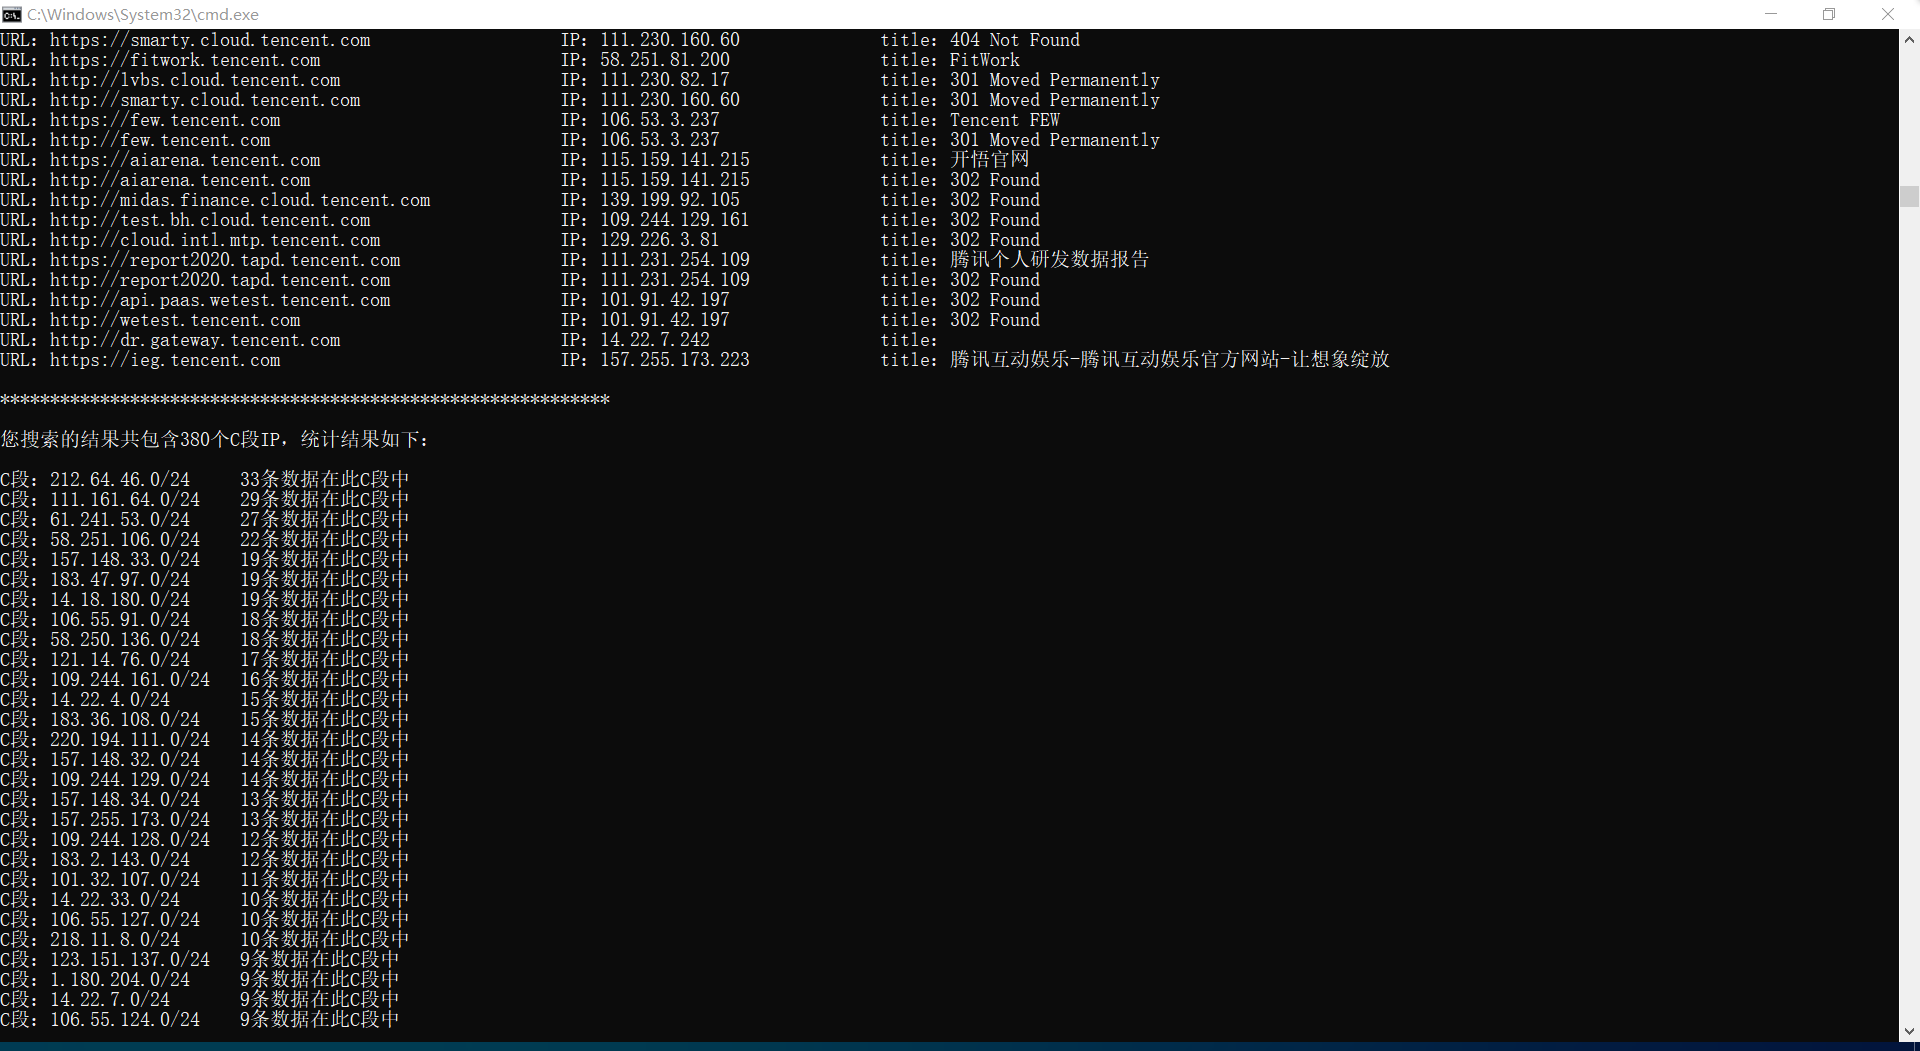 C:\Windows\System32\cmd.exe
URL: https://smarty.cloud.tencent.com IP: 111.230.160.60 title: 404 Not Found
URL: https://fitwork.tencent.com IP: 58.251.81.200 title: FitWork
URL: http://lvbs.cloud.tencent.com IP: 111.230.82.17 title: 301 Moved Permanently
URL: http://smarty.cloud.tencent.com IP: 111.230.160.60 title: 301 Moved Permanently
URL: https://few.tencent.com IP: 106.53.3.237 title: Tencent FEW
URL: http://few.tencent.com IP: 106.53.3.237 title: 301 Moved Permanently
URL: https://aiarena.tencent.com IP: 115.159.141.215 title: 开悟官网
URL: http://aiarena.tencent.com IP: 115.159.141.215 title: 302 Found
URL: http://midas.finance.cloud.tencent.com IP: 139.199.92.105 title: 302 Found
URL: http://test.bh.cloud.tencent.com IP: 109.244.129.161 title: 302 Found
URL: http://cloud.intl.mtp.tencent.com IP: 129.226.3.81 title: 302 Found
URL: https://report2020.tapd.tencent.com IP: 111.231.254.109 title: 腾讯个人研发数据报告
URL: http://report2020.tapd.tencent.com IP: 111.231.254.109 title: 302 Found
URL: http://api.paas.wetest.tencent.com IP: 101.91.42.197 title: 302 Found
URL: http://wetest.tencent.com IP: 101.91.42.197 title: 302 Found
URL: http://dr.gateway.tencent.com IP: 14.22.7.242 title:
URL: https://ieg.tencent.com IP: 157.255.173.223 title: 腾讯互动娱乐-腾讯互动娱乐官方网站-让想象绽放
*************************************************************
您搜索的结果共包含380个C段IP，统计结果如下：
C段: 212.64.46.0/24 33条数据在此C段中
C段: 111.161.64.0/24 29条数据在此C段中
C段: 61.241.53.0/24 27条数据在此C段中
C段: 58.251.106.0/24 22条数据在此C段中
C段: 157.148.33.0/24 19条数据在此C段中
C段: 183.47.97.0/24 19条数据在此C段中
C段: 14.18.180.0/24 19条数据在此C段中
C段: 106.55.91.0/24 18条数据在此C段中
C段: 58.250.136.0/24 18条数据在此C段中
C段: 121.14.76.0/24 17条数据在此C段中
C段: 109.244.161.0/24 16条数据在此C段中
C段: 14.22.4.0/24 15条数据在此C段中
C段: 183.36.108.0/24 15条数据在此C段中
C段: 220.194.111.0/24 14条数据在此C段中
C段: 157.148.32.0/24 14条数据在此C段中
C段: 109.244.129.0/24 14条数据在此C段中
C段: 157.148.34.0/24 13条数据在此C段中
C段: 157.255.173.0/24 13条数据在此C段中
C段: 109.244.128.0/24 12条数据在此C段中
C段: 183.2.143.0/24 12条数据在此C段中
C段: 101.32.107.0/24 11条数据在此C段中
C段: 14.22.33.0/24 10条数据在此C段中
C段: 106.55.127.0/24 10条数据在此C段中
C段: 218.11.8.0/24 10条数据在此C段中
C段: 123.151.137.0/24 9条数据在此C段中
C段: 1.180.204.0/24 9条数据在此C段中
C段: 14.22.7.0/24 9条数据在此C段中
C段: 106.55.124.0/24 9条数据在此C段中